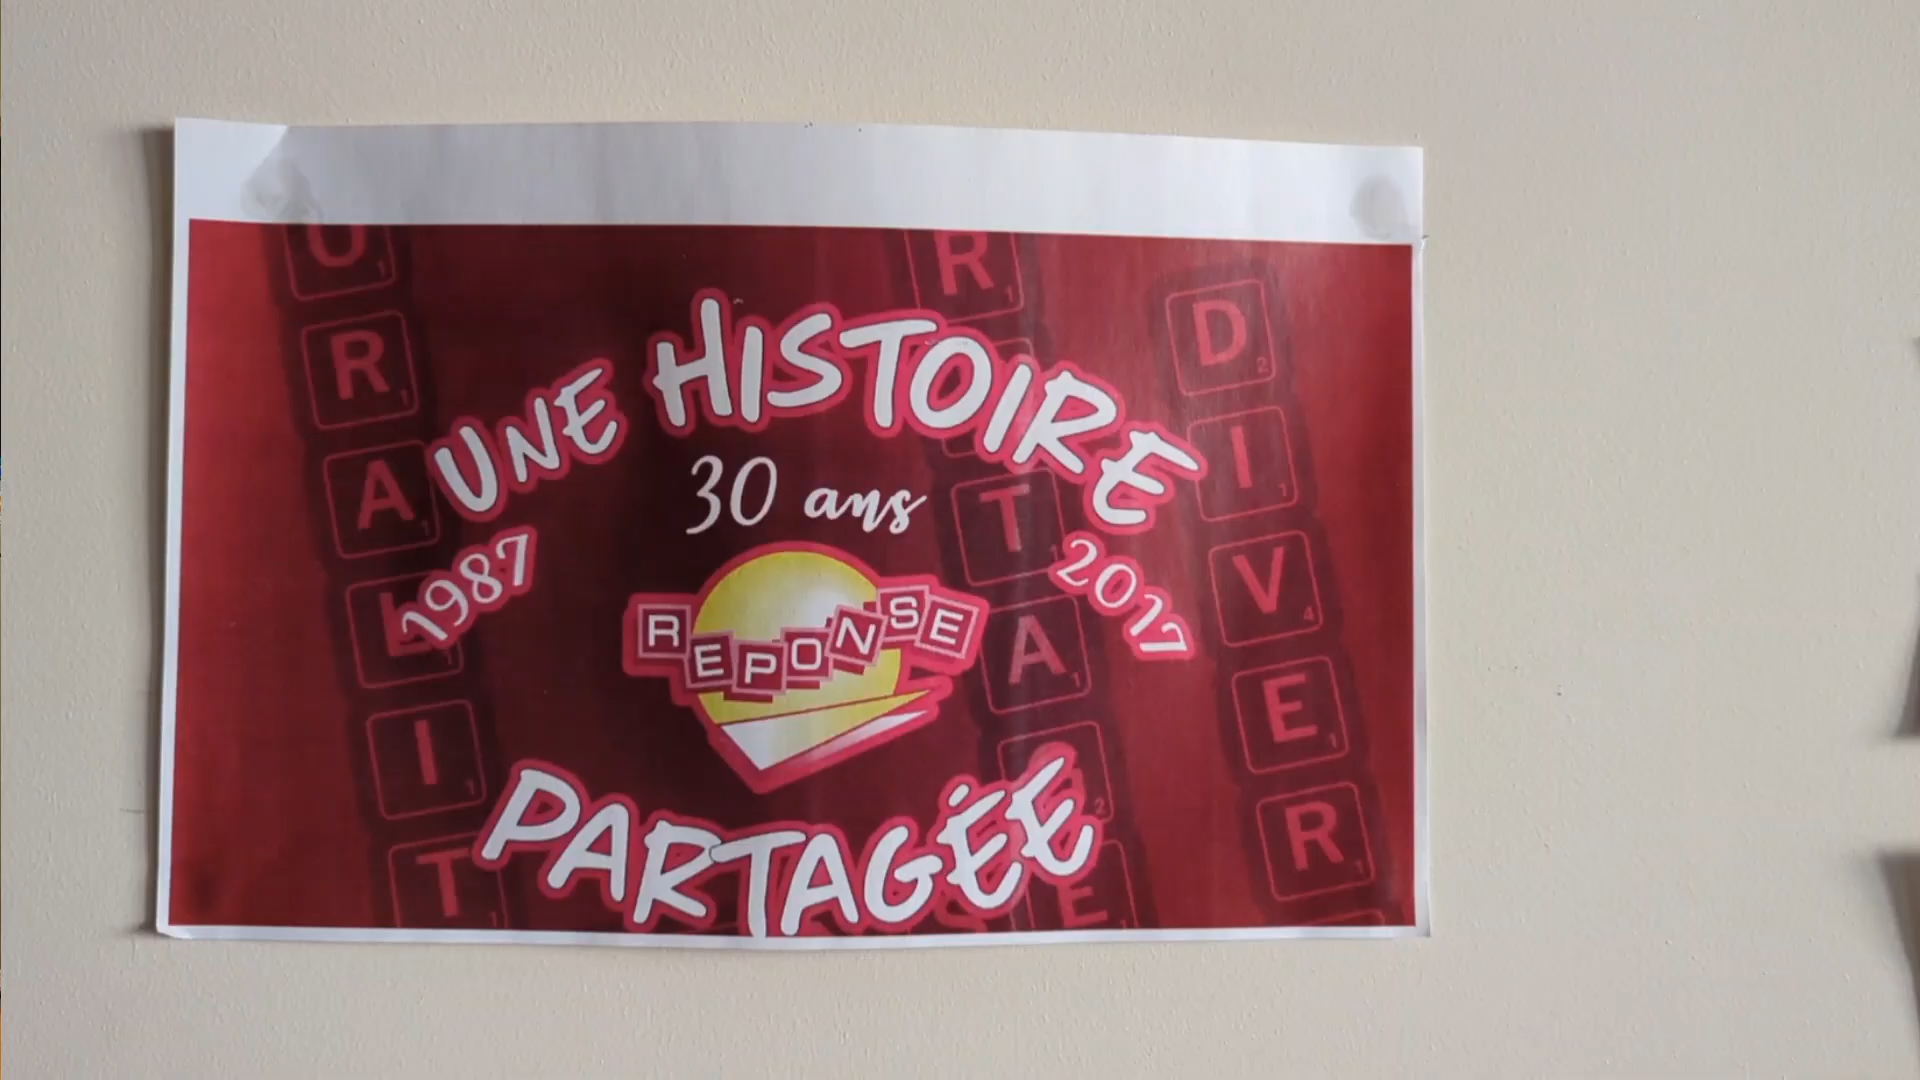 UNE HISTOIRE
30 ans
1987
2017
REPONSE
PARTAGÉE
U
R
A
L
I
T
R
T
A
E
D
I
V
E
R